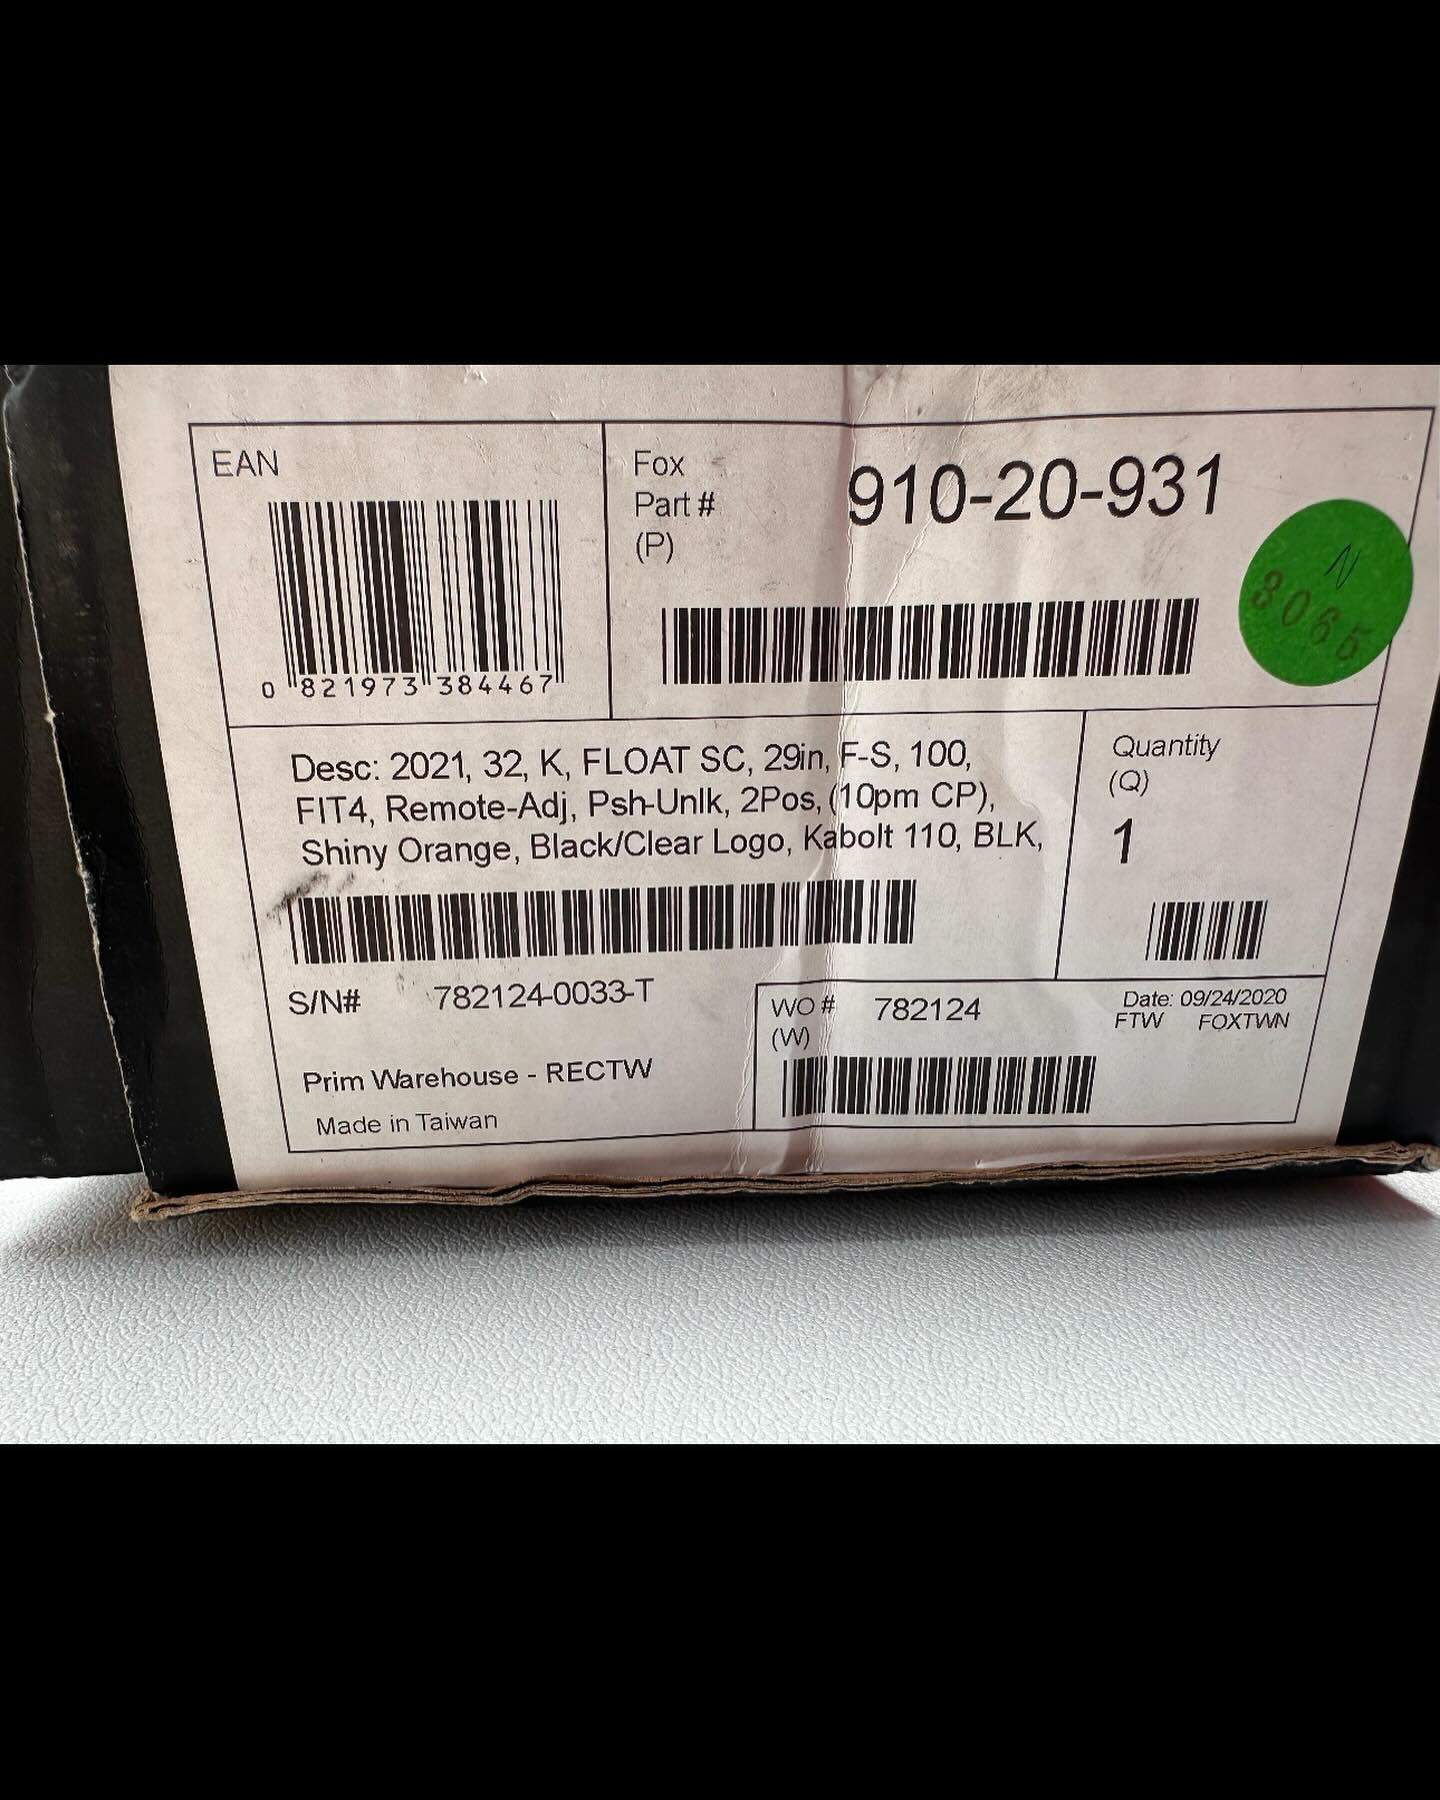 EAN
0 821973 384467
Fox
Part #
(P)
910-20-931
N
8065
Desc: 2021, 32, K, FLOAT SC, 29in, F-S, 100,
FIT4, Remote-Adj, Psh-Unlk, 2Pos, (10pm CP),
Shiny Orange, Black/Clear Logo, Kabolt 110, BLK,
Quantity
(Q)
1
S/N# 782124-0033-T
Prim Warehouse - RECTW
Made in Taiwan
WO # 782124
(W)
Date: 09/24/2020
FTW FOXTWN